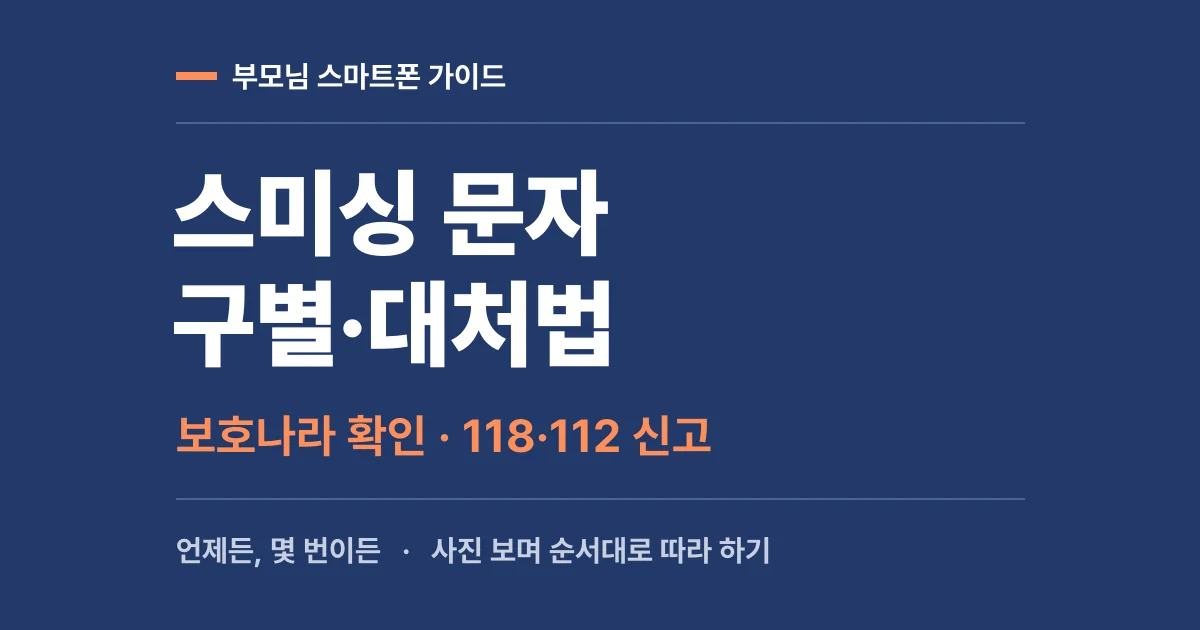 부모님 스마트폰 가이드
스미싱 문자
구별·대처법
보호나라 확인 · 118·112 신고
언제든, 몇 번이든 · 사진 보며 순서대로 따라 하기